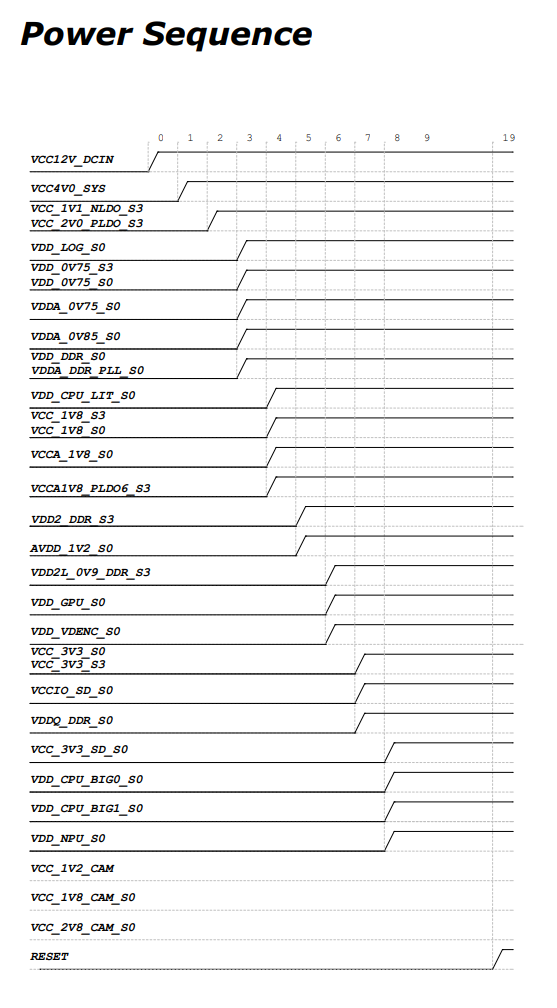 Power Sequence
0 1 2 3 4 5 6 7 8 9 19
VCC12V_DCIN
VCC4V0_SYS
VCC_1V1_NLDO_S3
VCC_2V0_PLDO_S3
VDD_LOG_S0
VDD_0V75_S3
VDD_0V75_S0
VDDA_0V75_S0
VDDA_0V85_S0
VDD_DDR_S0
VDDA_DDR_PLL_S0
VDD_CPU_LIT_S0
VCC_1V8_S3
VCC_1V8_S0
VCCA_1V8_S0
VCCA1V8_PLDO6_S3
VDD2_DDR_S3
AVDD_1V2_S0
VDD2L_0V9_DDR_S3
VDD_GPU_S0
VDD_VDENC_S0
VCC_3V3_S0
VCC_3V3_S3
VCCIO_SD_S0
VDDQ_DDR_S0
VCC_3V3_SD_S0
VDD_CPU_BIG0_S0
VDD_CPU_BIG1_S0
VDD_NPU_S0
VCC_1V2_CAM
VCC_1V8_CAM_S0
VCC_2V8_CAM_S0
RESET